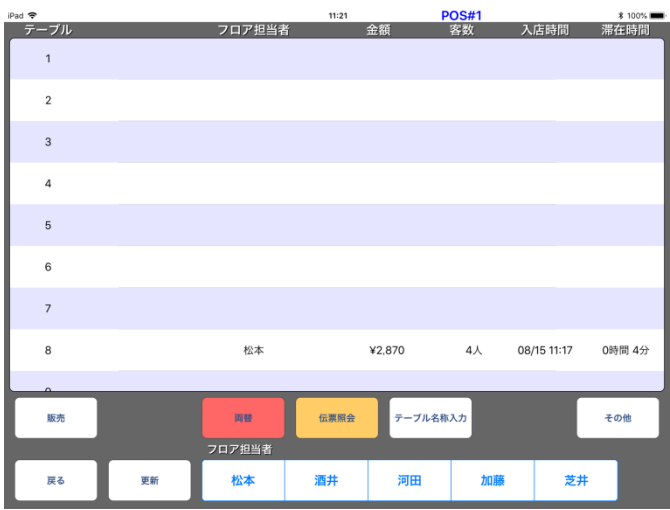 iPad 11:21 POS#1 100%
テーブル フロア担当者 金額 客数 入店時間 滞在時間
1
2
3
4
5
6
7
8 松本 ¥2,870 4人 08/15 11:17 0時間 4分
販売 両替 伝票照会 テーブル名称入力 その他
フロア担当者
戻る 更新 松本 酒井 河田 加藤 芝井